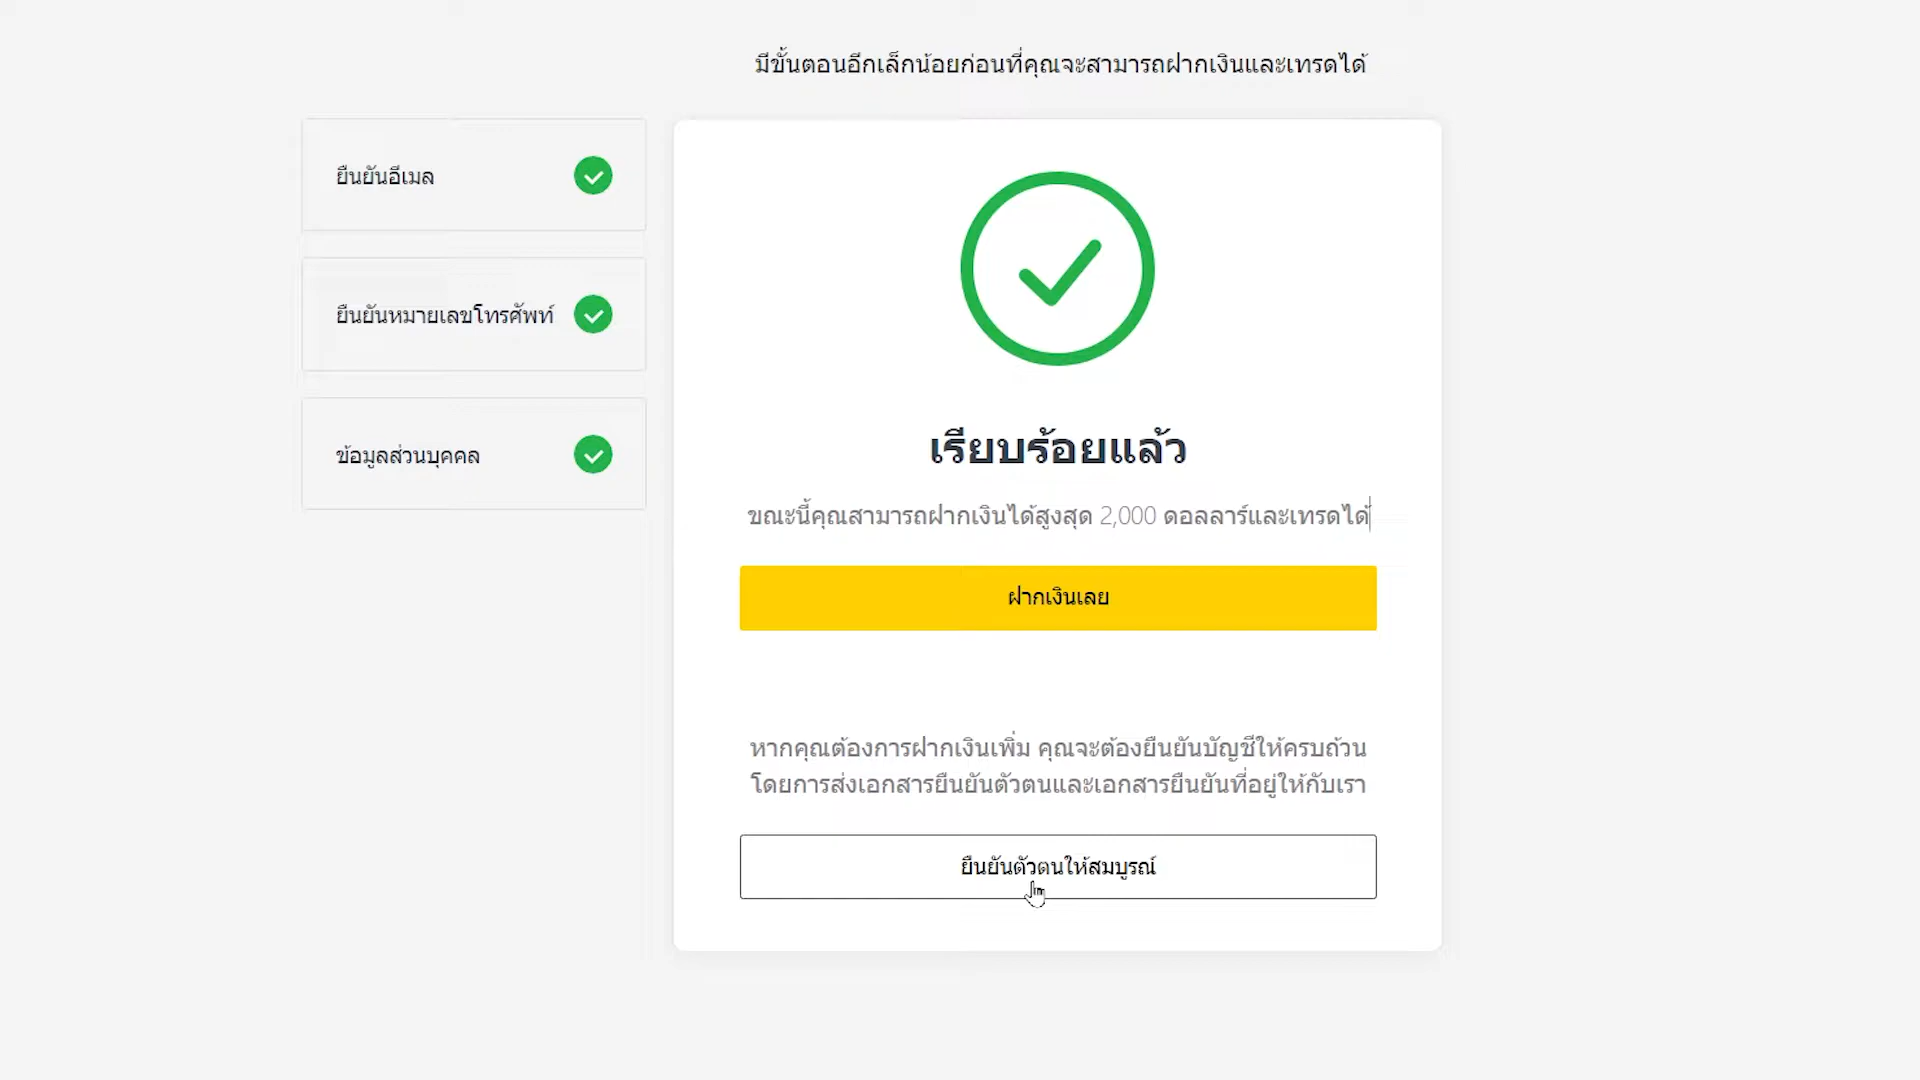 มีขั้นตอนอีกเล็กน้อยก่อนที่คุณจะสามารถฝากเงินและเทรดได้
ยืนยันอีเมล
ยืนยันหมายเลขโทรศัพท์
ข้อมูลส่วนบุคคล
เรียบร้อยแล้ว
ขณะนี้คุณสามารถฝากเงินได้สูงสุด 2,000 ดอลลาร์และเทรดได้
ฝากเงินเลย
หากคุณต้องการฝากเงินเพิ่ม คุณจะต้องยืนยันบัญชีให้ครบถ้วน
โดยการส่งเอกสารยืนยันตัวตนและเอกสารยืนยันที่อยู่ให้กับเรา
ยืนยันตัวตนให้สมบูรณ์